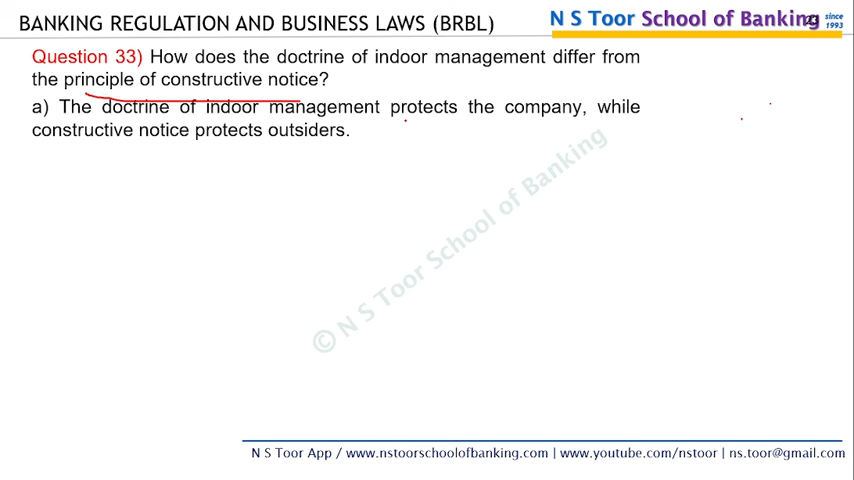 BANKING REGULATION AND BUSINESS LAWS (BRBL)
N S Toor School of Banking since
1993
Question 33) How does the doctrine of indoor management differ from
the principle of constructive notice?
a) The doctrine of indoor management protects the company, while
constructive notice protects outsiders.
© N S Toor School of Banking
N S Toor App / www.nstoorschoolofbanking.com | www.youtube.com/nstoor | ns.toor@gmail.com